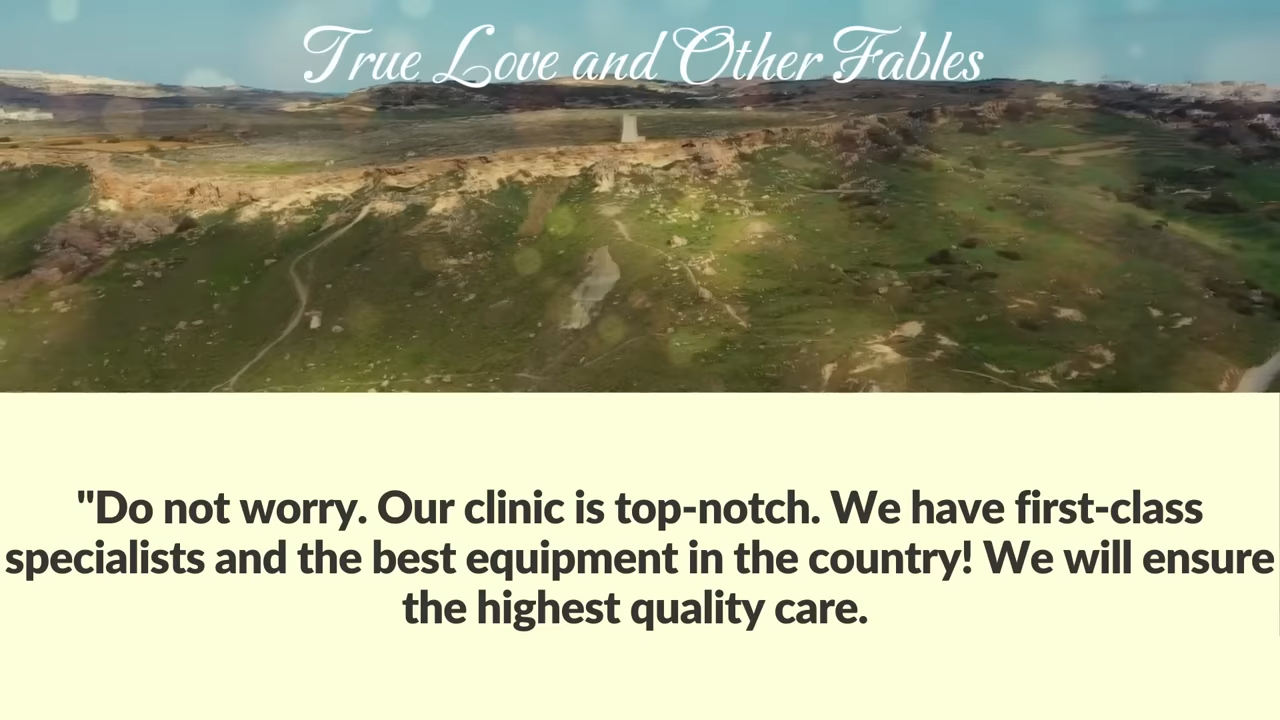 True Love and Other Fables
"Do not worry. Our clinic is top-notch. We have first-class
specialists and the best equipment in the country! We will ensure
the highest quality care.